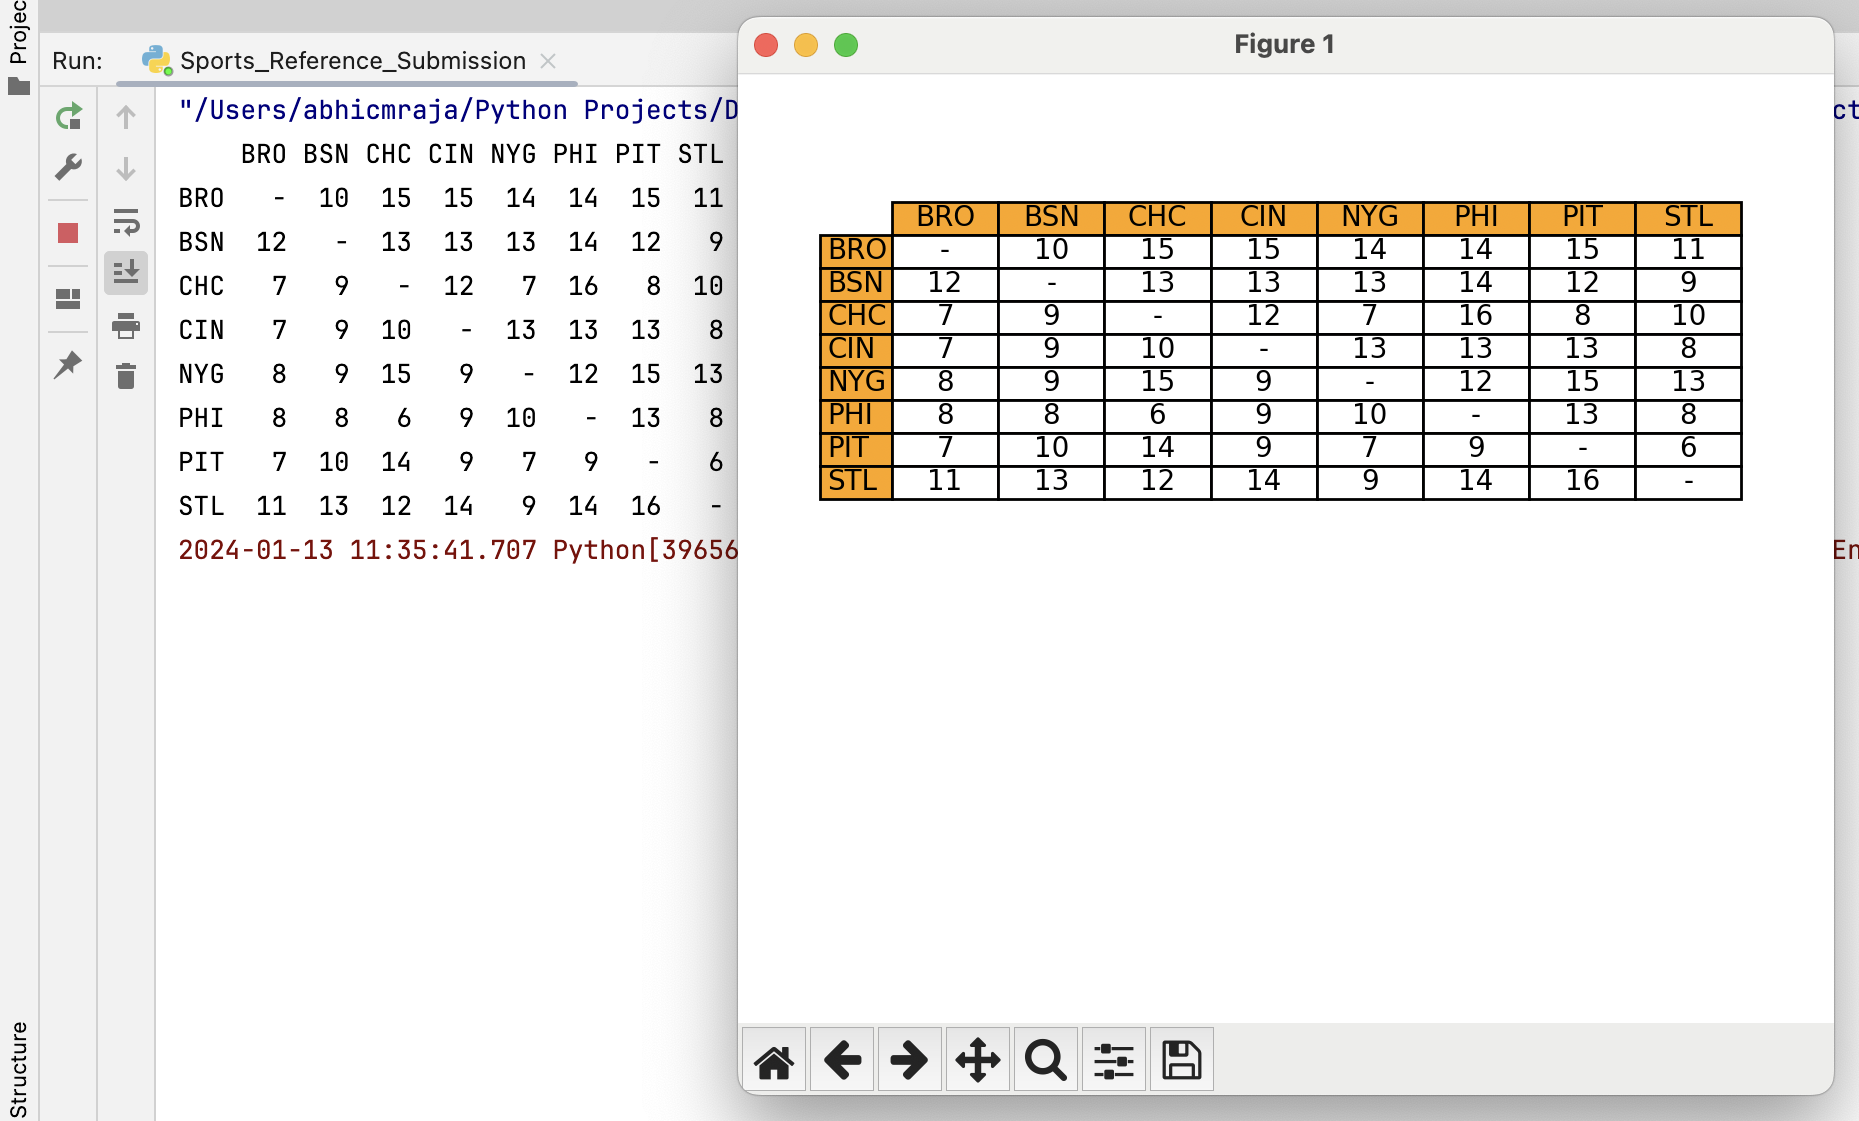 Projec
Run: Sports_Reference_Submission
"/Users/abhicmraja/Python Projects/D
ct
BRO BSN CHC CIN NYG PHI PIT STL
BRO - 10 15 15 14 14 15 11
BSN 12 - 13 13 13 14 12 9
CHC 7 9 - 12 7 16 8 10
CIN 7 9 10 - 13 13 13 8
NYG 8 9 15 9 - 12 15 13
PHI 8 8 6 9 10 - 13 8
PIT 7 10 14 9 7 9 - 6
STL 11 13 12 14 9 14 16 -
2024-01-13 11:35:41.707 Python[39656
En
Figure 1
BRO BSN CHC CIN NYG PHI PIT STL
BRO - 10 15 15 14 14 15 11
BSN 12 - 13 13 13 14 12 9
CHC 7 9 - 12 7 16 8 10
CIN 7 9 10 - 13 13 13 8
NYG 8 9 15 9 - 12 15 13
PHI 8 8 6 9 10 - 13 8
PIT 7 10 14 9 7 9 - 6
STL 11 13 12 14 9 14 16 -
Structure